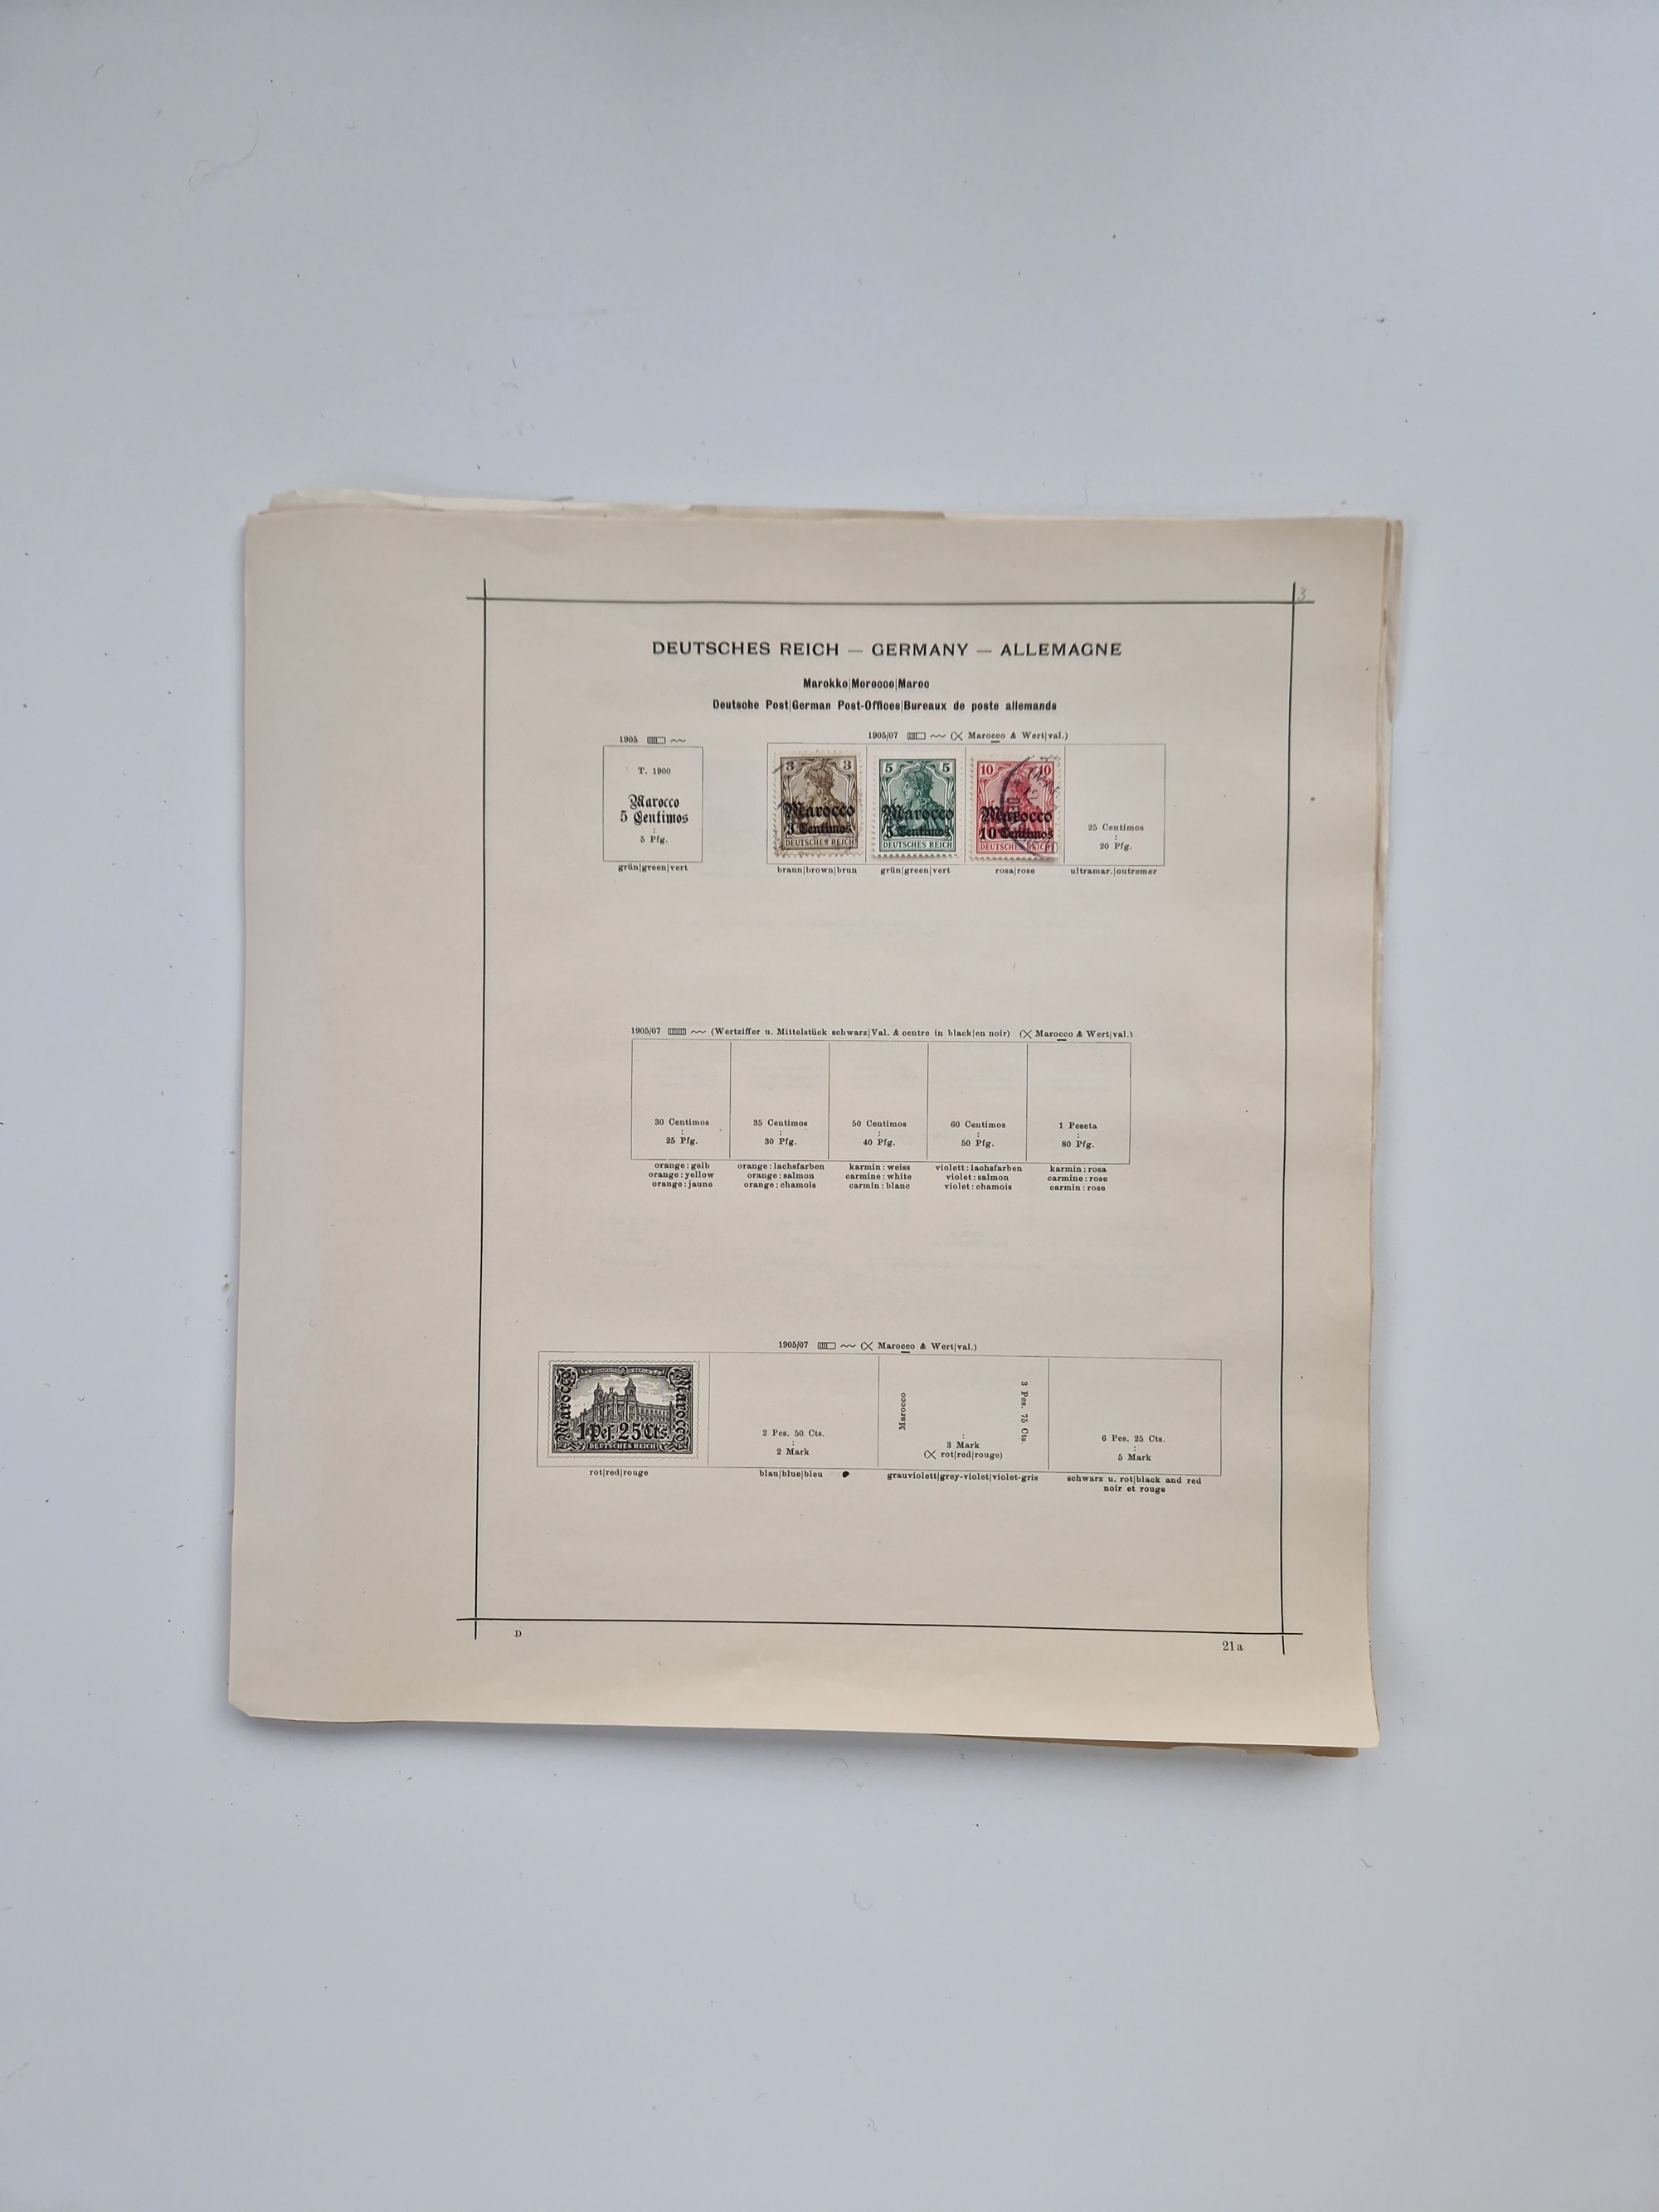 3
DEUTSCHES REICH — GERMANY — ALLEMAGNE
Marokko|Morocco|Maroc
Deutsche Post|German Post-Offices|Bureaux de poste allemands
1905
T. 1900
Marocco
5 Centimos
:
5 Pfg.
grün|green|vert
1905/07 (X Marocco & Wert|val.)
3 3
Marocco
3 Centimos
DEUTSCHES REICH
braun|brown|brun
5 5
Marocco
5 Centimos
DEUTSCHES REICH
grün|green|vert
10 10
Marocco
10 Centimos
DEUTSCHES REICH
rosa|rose
25 Centimos
:
20 Pfg.
ultramar.|outremer
1905/07 (Wertziffer u. Mittelstück schwarz|Val. & centre in black|en noir) (X Marocco & Wert|val.)
30 Centimos
:
25 Pfg.
orange : gelb
orange : yellow
orange : jaune
35 Centimos
:
30 Pfg.
orange : lachsfarben
orange : salmon
orange : chamois
50 Centimos
:
40 Pfg.
karmin : weiss
carmine : white
carmin : blanc
60 Centimos
:
50 Pfg.
violett : lachsfarben
violet : salmon
violet : chamois
1 Peseta
:
80 Pfg.
karmin : rosa
carmine : rose
carmin : rose
1905/07 (X Marocco & Wert|val.)
Marocco
Marocco
1 Pes. 25 Cts.
DEUTSCHES REICH
rot|red|rouge
2 Pes. 50 Cts.
:
2 Mark
blau|blue|bleu
Marocco
3 Pes. 75 Cts.
:
3 Mark
(X rot|red|rouge)
grauviolett|grey-violet|violet-gris
6 Pes. 25 Cts.
:
5 Mark
schwarz u. rot|black and red
noir et rouge
D
21a